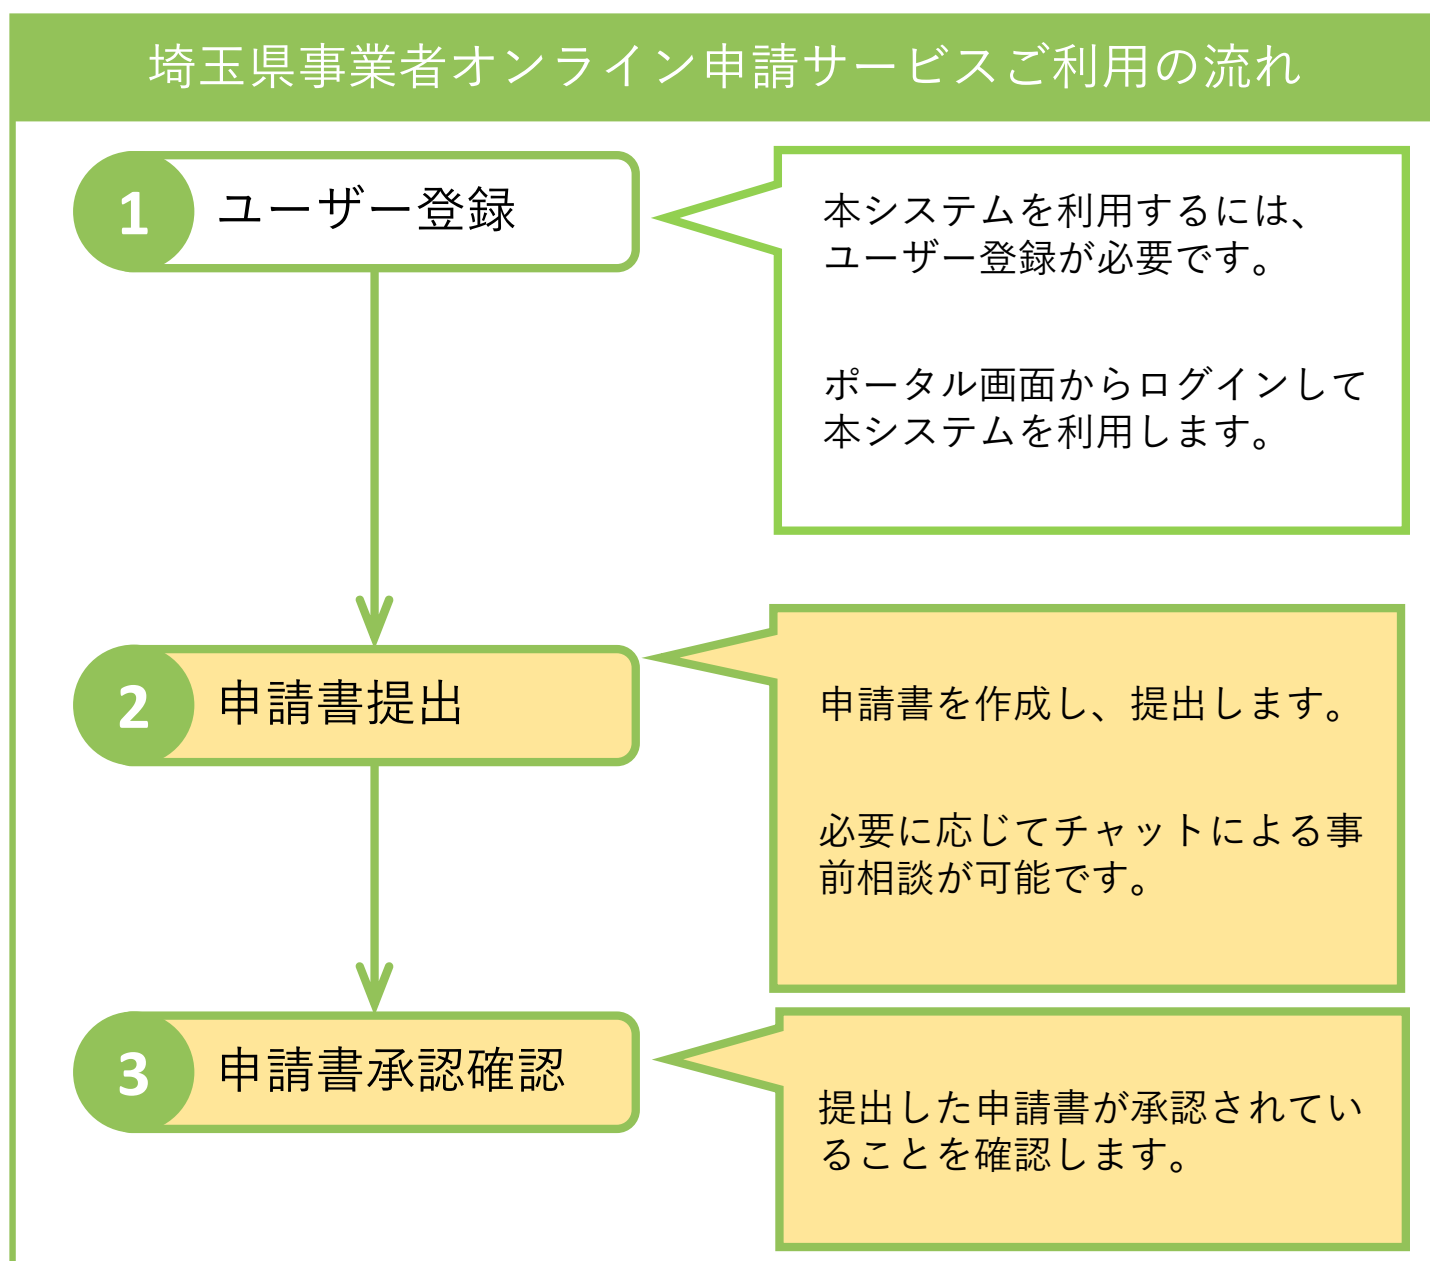 埼玉県事業者オンライン申請サービスご利用の流れ
1 ユーザー登録
本システムを利用するには、
ユーザー登録が必要です。
ポータル画面からログインして
本システムを利用します。
2 申請書提出
申請書を作成し、提出します。
必要に応じてチャットによる事
前相談が可能です。
3 申請書承認確認
提出した申請書が承認されてい
ることを確認します。